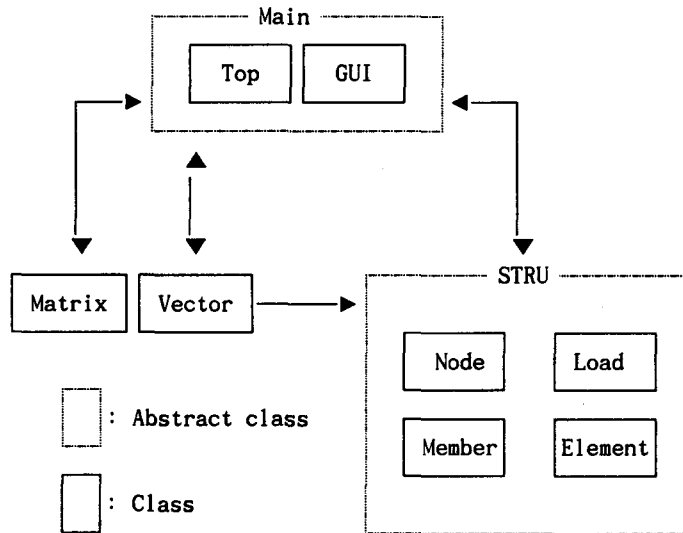 Main
Top
GUI
Matrix
Vector
STRU
Node
Load
Member
Element
: Abstract class
: Class